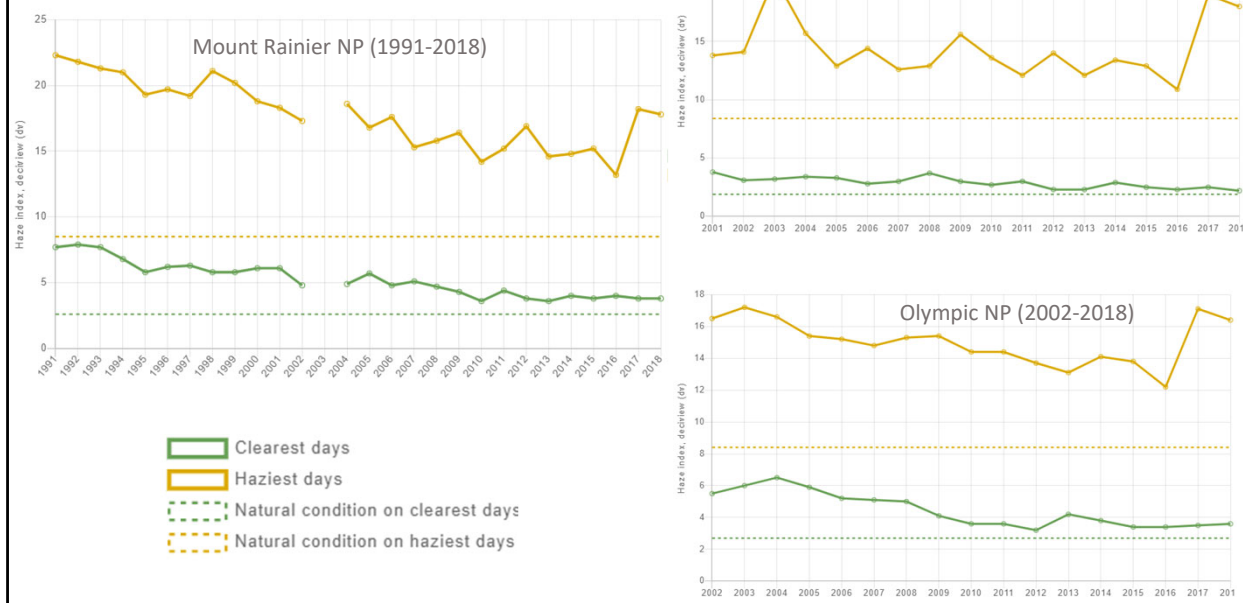 Mount Rainier NP (1991-2018)
Haze index, deciview (dv)
25
20
15
10
5
0
1991 1992 1993 1994 1995 1996 1997 1998 1999 2000 2001 2002 2003 2004 2005 2006 2007 2008 2009 2010 2011 2012 2013 2014 2015 2016 2017 2018
Haze index, deciview (dv)
15
10
5
0
2001 2002 2003 2004 2005 2006 2007 2008 2009 2010 2011 2012 2013 2014 2015 2016 2017 201
Clearest days
Haziest days
Natural condition on clearest days
Natural condition on haziest days
Olympic NP (2002-2018)
Haze index, deciview (dv)
18
16
14
12
10
8
6
4
2
0
2002 2003 2004 2005 2006 2007 2008 2009 2010 2011 2012 2013 2014 2015 2016 2017 201